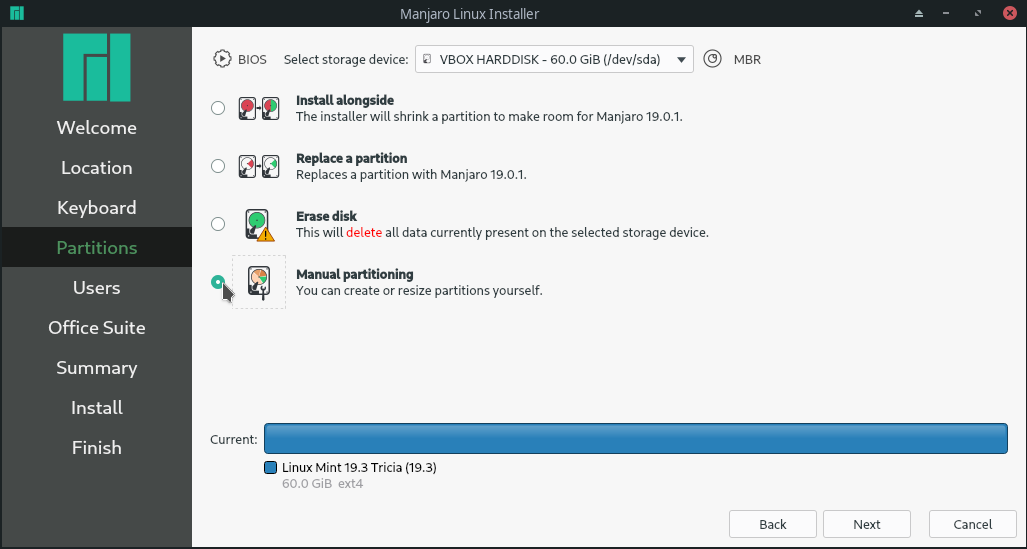 Manjaro Linux Installer
Welcome
Location
Keyboard
Partitions
Users
Office Suite
Summary
Install
Finish
BIOS Select storage device: VBOX HARDDISK - 60.0 GiB (/dev/sda) MBR
Install alongside
The installer will shrink a partition to make room for Manjaro 19.0.1.
Replace a partition
Replaces a partition with Manjaro 19.0.1.
Erase disk
This will delete all data currently present on the selected storage device.
Manual partitioning
You can create or resize partitions yourself.
Current:
Linux Mint 19.3 Tricia (19.3)
60.0 GiB ext4
Back Next Cancel